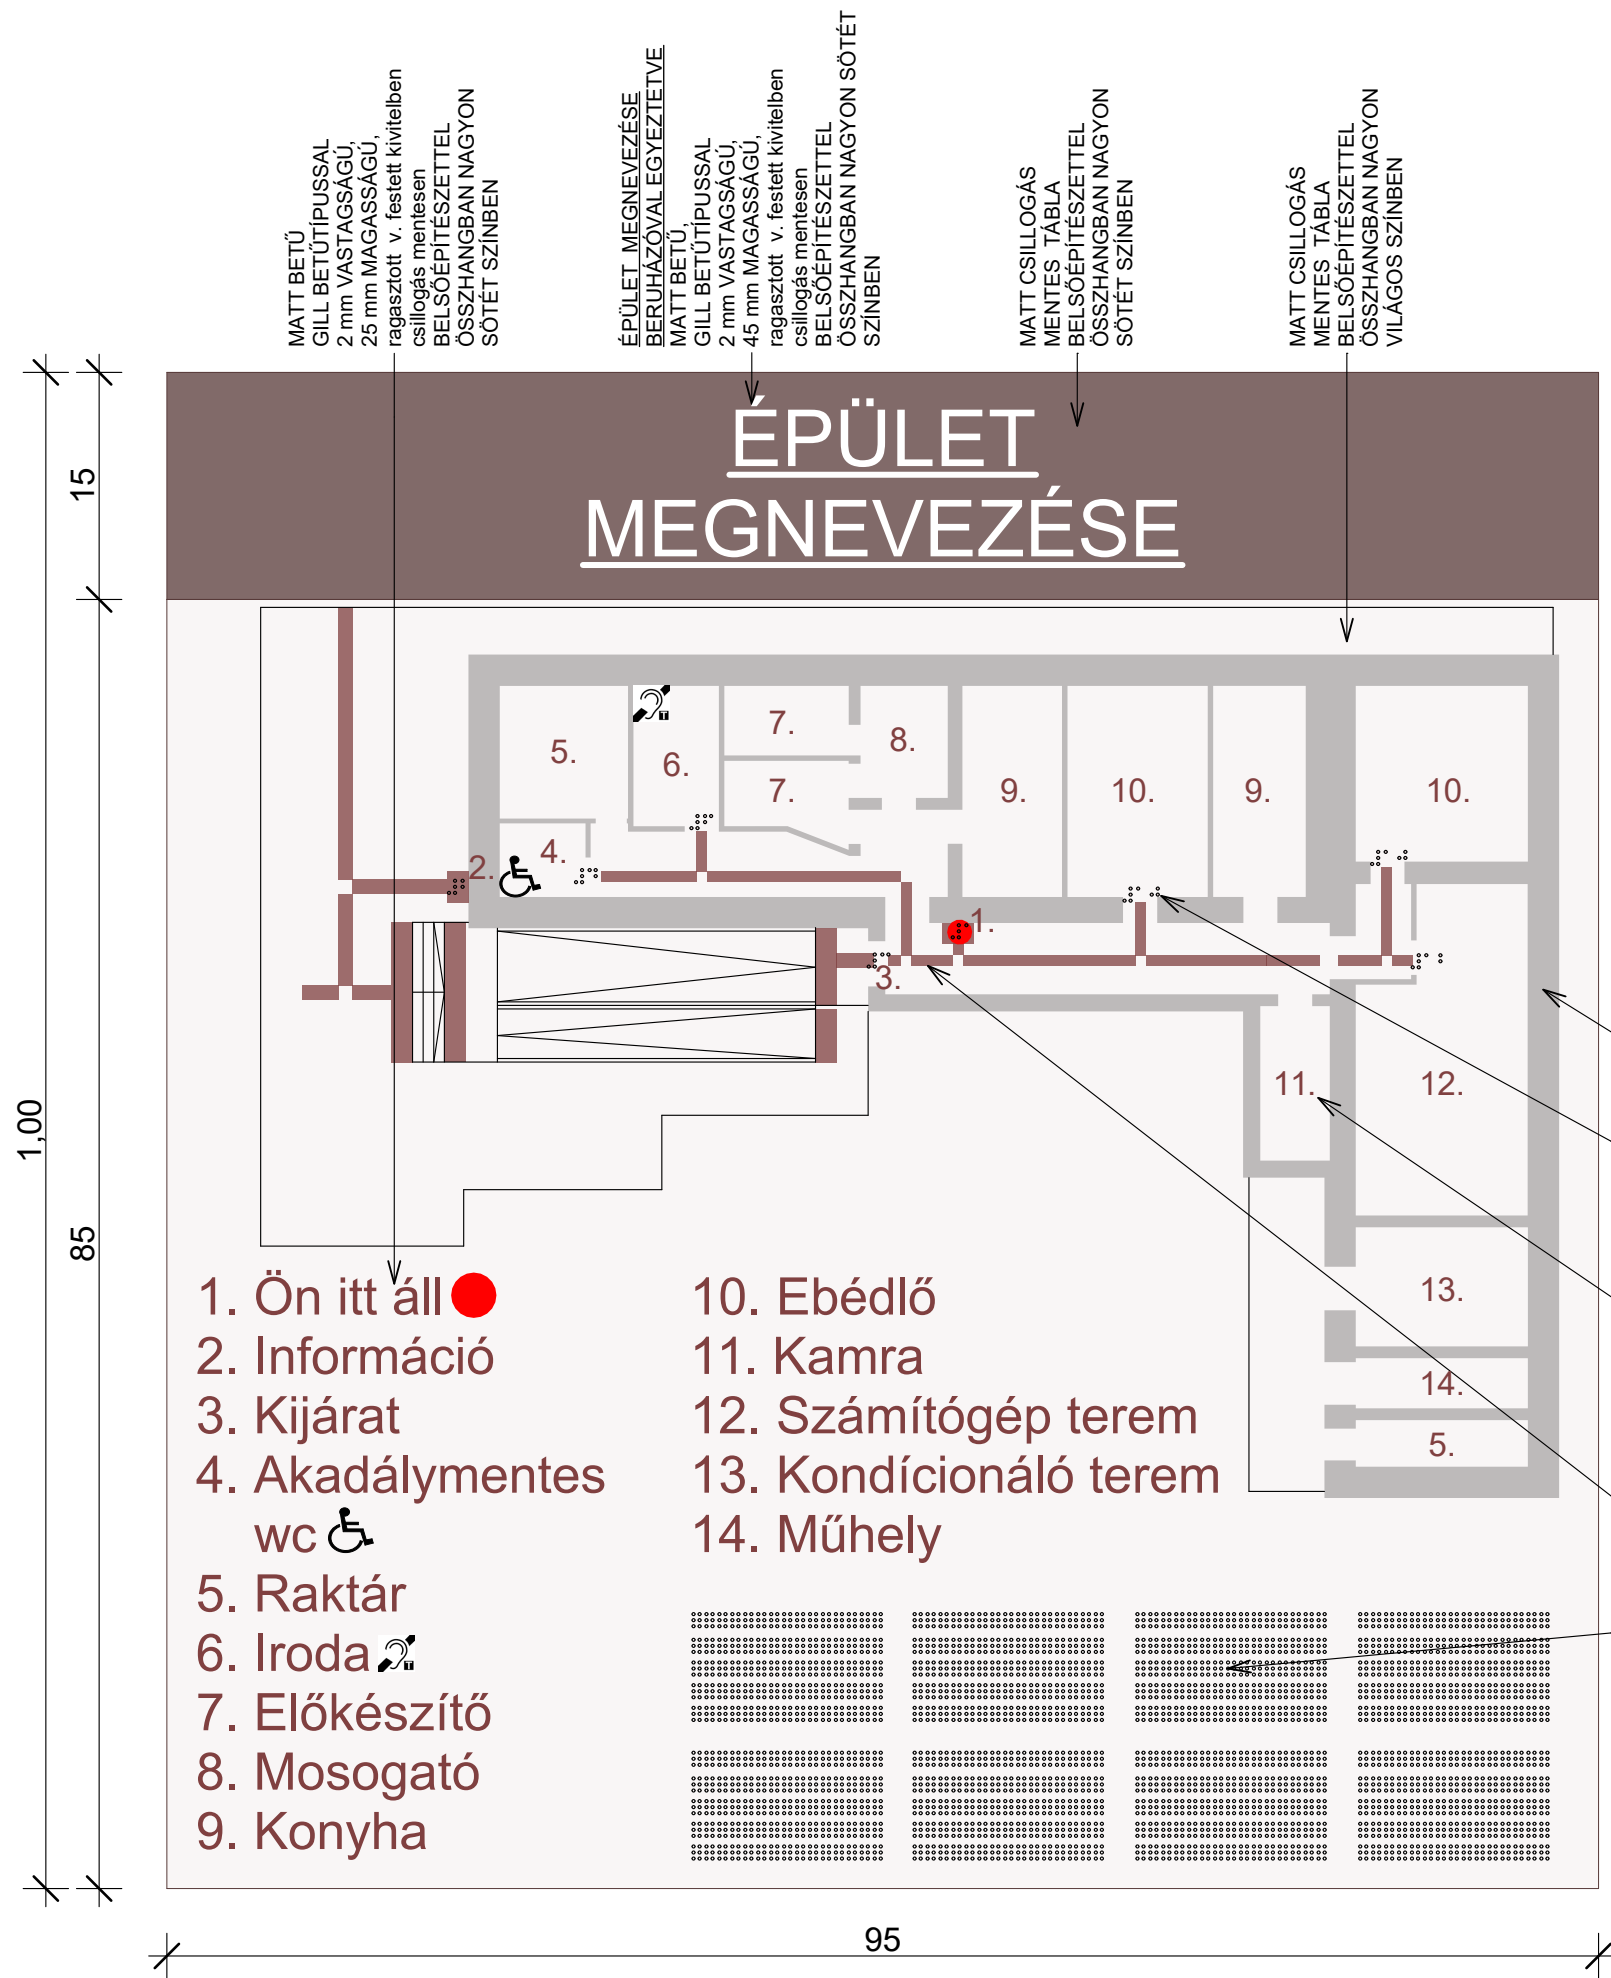 MATT BETŰ
GILL BETŰTÍPUSSAL
2 mm VASTAGSÁGÚ,
25 mm MAGASSÁGÚ,
ragasztott v. festett kivitelben
csillogás mentesen
BELSŐÉPÍTÉSZETTEL
ÖSSZHANGBAN NAGYON
SÖTÉT SZÍNBEN
ÉPÜLET MEGNEVEZÉSE
BERUHÁZÓVAL EGYEZTETVE
MATT BETŰ,
GILL BETŰTÍPUSSAL
2 mm VASTAGSÁGÚ,
45 mm MAGASSÁGÚ,
ragasztott v. festett kivitelben
csillogás mentesen
BELSŐÉPÍTÉSZETTEL
ÖSSZHANGBAN NAGYON SÖTÉT
SZÍNBEN
MATT CSILLOGÁS
MENTES TÁBLA
BELSŐÉPÍTÉSZETTEL
ÖSSZHANGBAN NAGYON
SÖTÉT SZÍNBEN
MATT CSILLOGÁS
MENTES TÁBLA
BELSŐÉPÍTÉSZETTEL
ÖSSZHANGBAN NAGYON
VILÁGOS SZÍNBEN
15
1,00
85
95
ÉPÜLET
MEGNEVEZÉSE
5.
6.
7.
7.
8.
9.
10.
9.
10.
4.
2.
1.
3.
11.
12.
13.
14.
5.
1. Ön itt áll
2. Információ
3. Kijárat
4. Akadálymentes
wc
5. Raktár
6. Iroda
7. Előkészítő
8. Mosogató
9. Konyha
10. Ebédlő
11. Kamra
12. Számítógép terem
13. Kondícionáló terem
14. Műhely